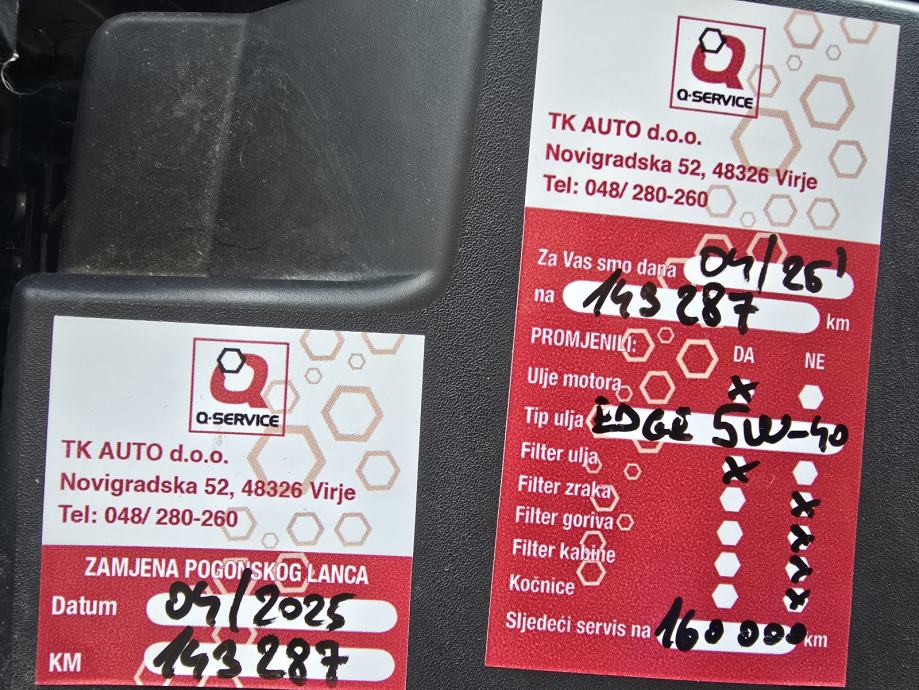 Q-SERVICE
TK AUTO d.o.o.
Novigradska 52, 48326 Virje
Tel: 048/ 280-260
ZAMJENA POGONSKOG LANCA
Datum 04/2025
KM 143 287
Q-SERVICE
TK AUTO d.o.o.
Novigradska 52, 48326 Virje
Tel: 048/ 280-260
Za Vas smo dana 04/25'
na 143 287 km
PROMJENILI: DA NE
Ulje motora x
Tip ulja EDGE 5W-40
Filter ulja x
Filter zraka x
Filter goriva x
Filter kabine x
Kočnice x
Sljedeći servis na 160 000 km